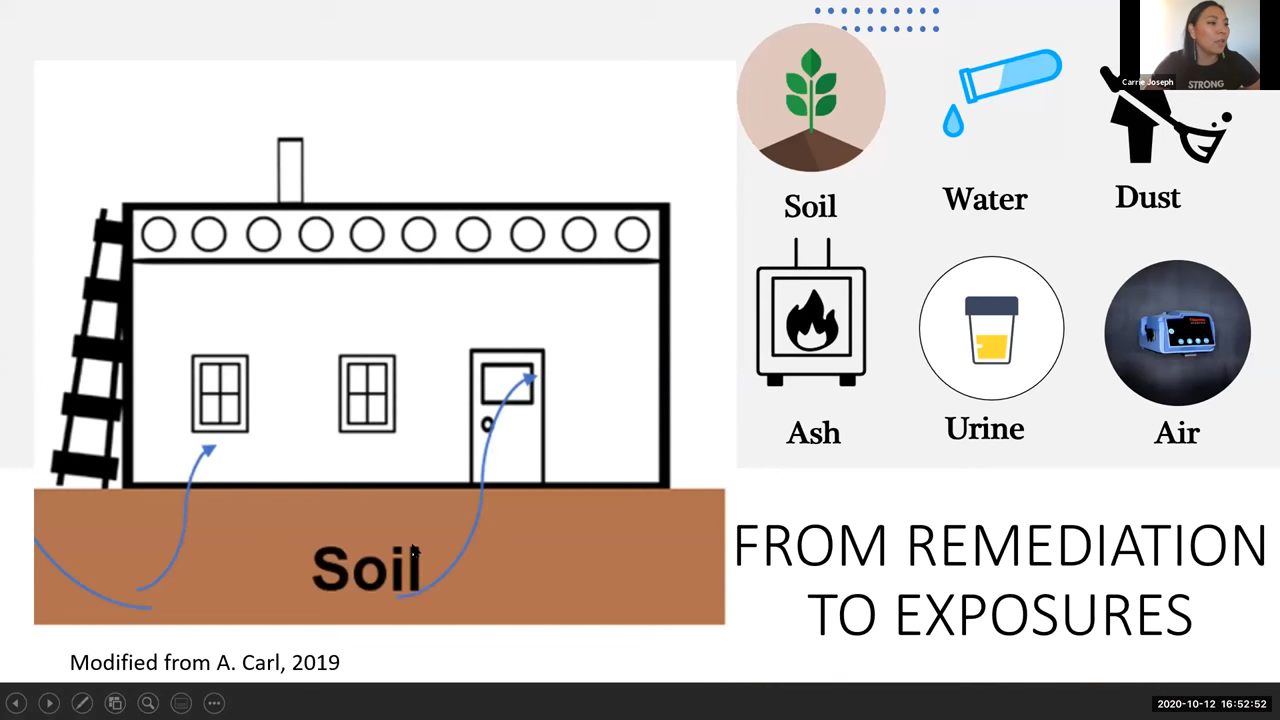 Carrie Joseph
STRONG
Soil
Water
Dust
Ash
Urine
Air
Soil
FROM REMEDIATION
TO EXPOSURES
Modified from A. Carl, 2019
2020-10-12 16:52:52